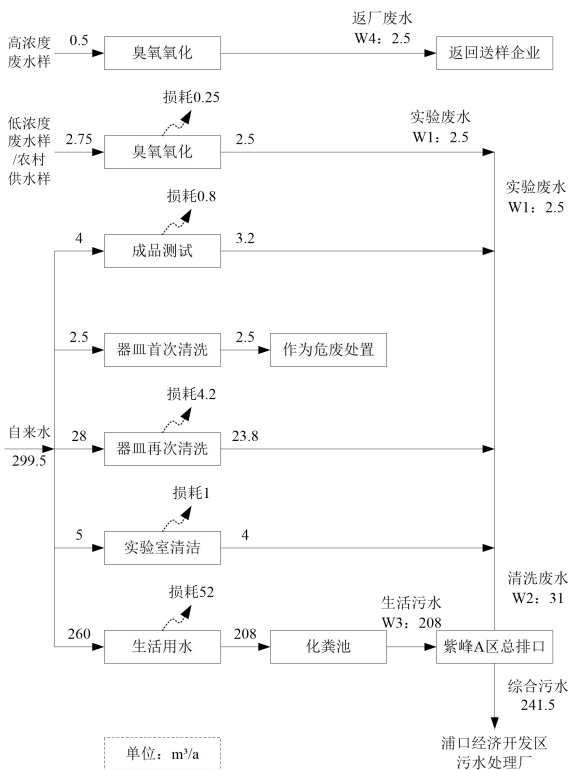 高浓度
废水样
0.5
臭氧氧化
返厂废水
W4：2.5
返回送样企业
低浓度
废水样
/农村
供水样
2.75
臭氧氧化
损耗0.25
2.5
实验废水
W1：2.5
实验废水
W1：2.5
4
成品测试
损耗0.8
3.2
2.5
器皿首次清洗
2.5
作为危废处置
自来水
299.5
28
器皿再次清洗
损耗4.2
23.8
5
实验室清洁
损耗1
4
清洗废水
W2：31
260
生活用水
损耗52
208
化粪池
生活污水
W3：208
紫峰A区总排口
综合污水
241.5
浦口经济开发区
污水处理厂
单位：m³/a